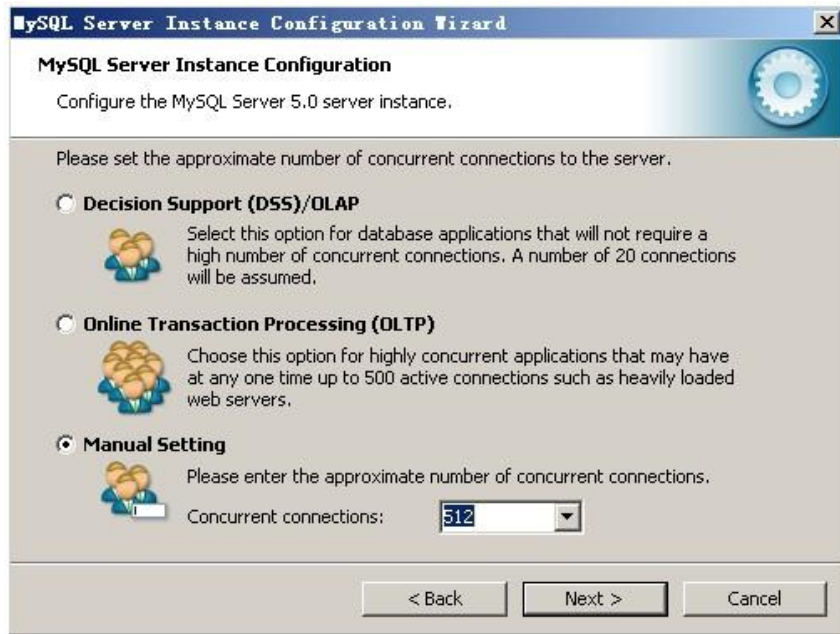 MySQL Server Instance Configuration Wizard
MySQL Server Instance Configuration
Configure the MySQL Server 5.0 server instance.
Please set the approximate number of concurrent connections to the server.
Decision Support (DSS)/OLAP
Select this option for database applications that will not require a
high number of concurrent connections. A number of 20 connections
will be assumed.
Online Transaction Processing (OLTP)
Choose this option for highly concurrent applications that may have
at any one time up to 500 active connections such as heavily loaded
web servers.
Manual Setting
Please enter the approximate number of concurrent connections.
Concurrent connections: 512
< Back Next > Cancel